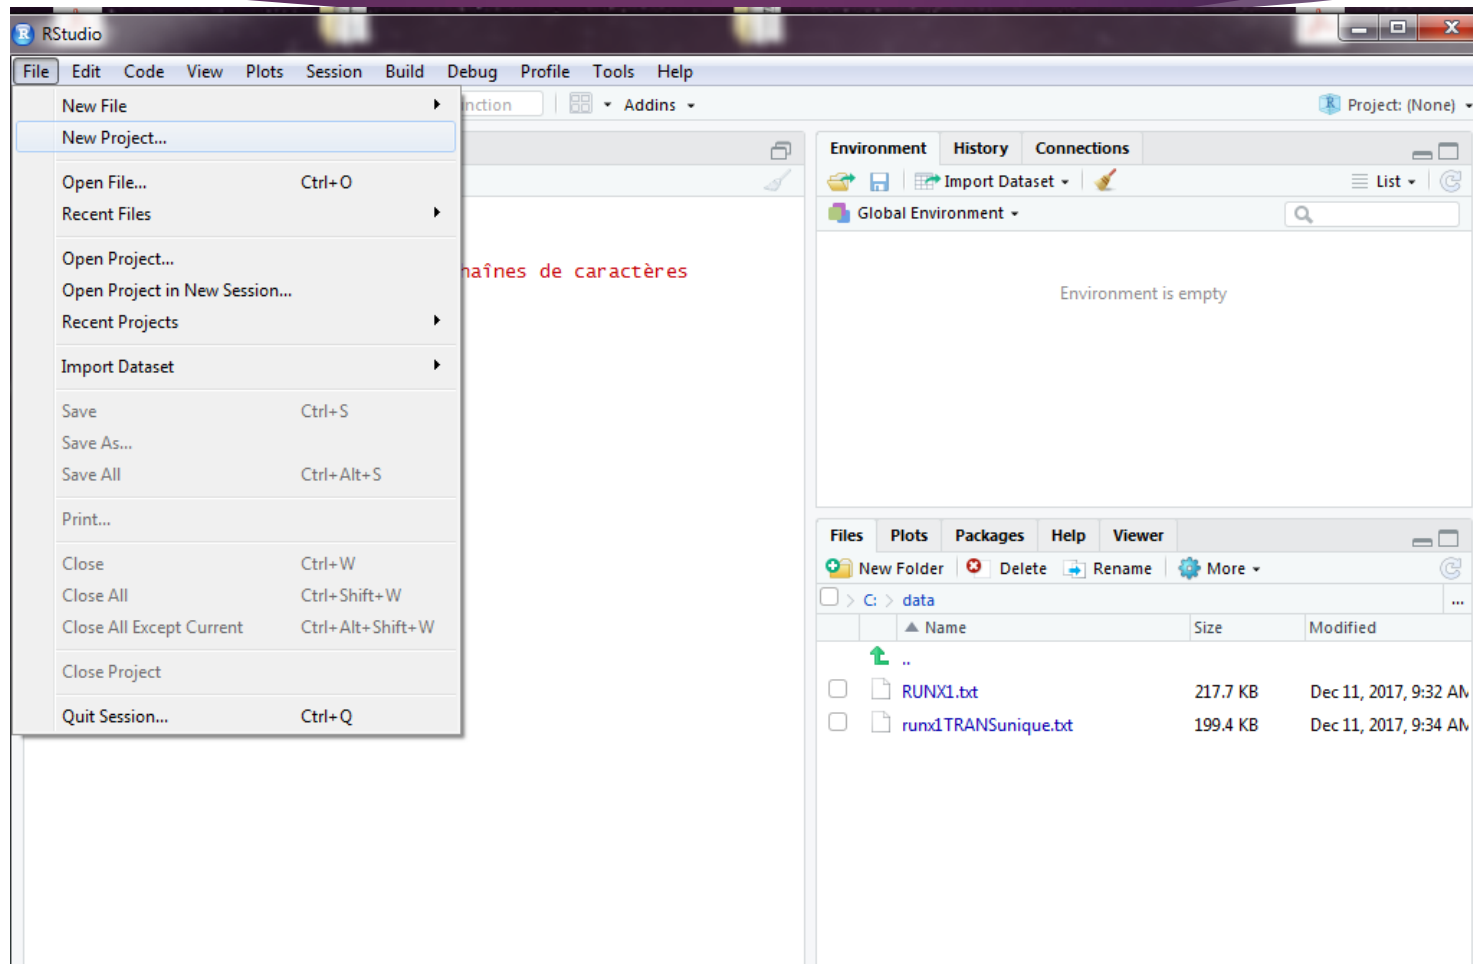 RStudio
File Edit Code View Plots Session Build Debug Profile Tools Help
Addins
Project: (None)
New File
New Project...
Open File... Ctrl+O
Recent Files
Open Project...
Open Project in New Session...
Recent Projects
Import Dataset
Save Ctrl+S
Save As...
Save All Ctrl+Alt+S
Print...
Close Ctrl+W
Close All Ctrl+Shift+W
Close All Except Current Ctrl+Alt+Shift+W
Close Project
Quit Session... Ctrl+Q
de caractères
Environment History Connections
Import Dataset List
Global Environment
Environment is empty
Files Plots Packages Help Viewer
New Folder Delete Rename More
C: data
...
Name Size Modified
..
RUNX1.txt 217.7 KB Dec 11, 2017, 9:32 AM
runx1TRANSunique.txt 199.4 KB Dec 11, 2017, 9:34 AM